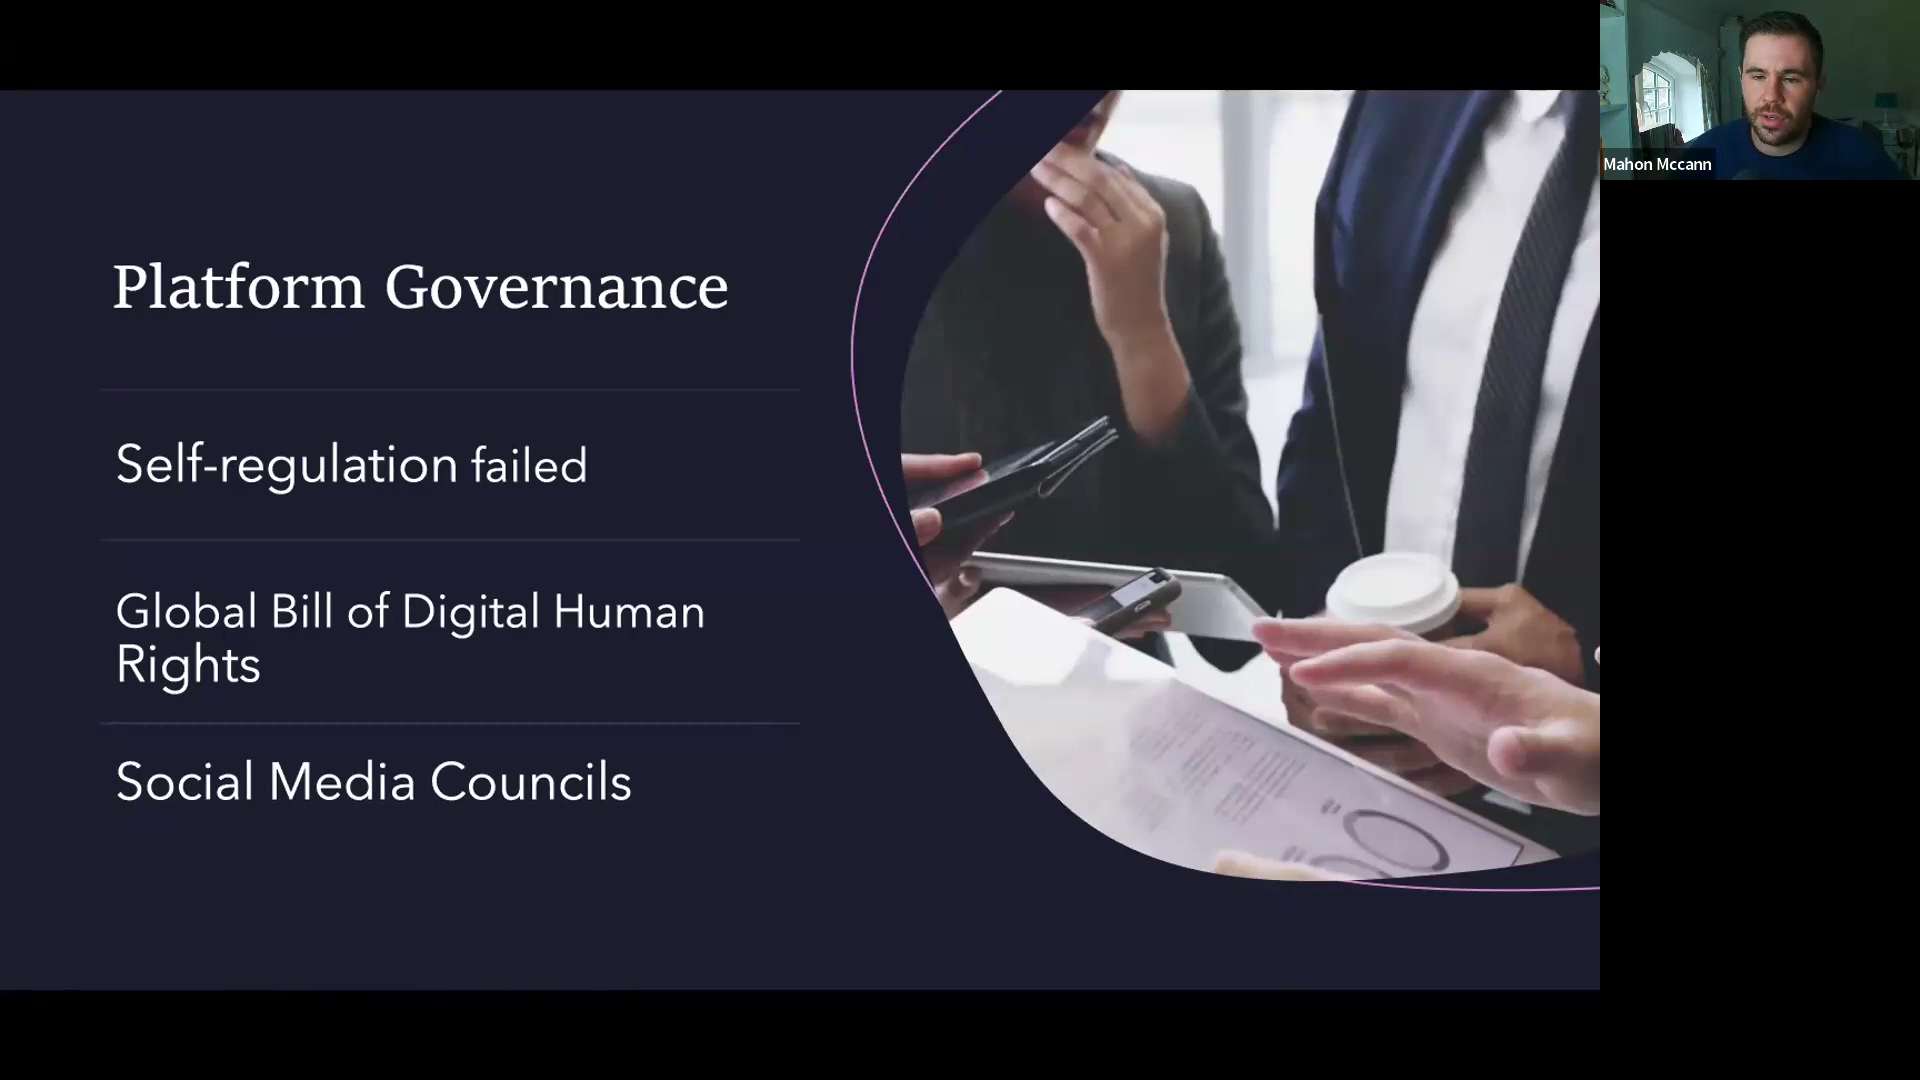 Platform Governance
Self-regulation failed
Global Bill of Digital Human
Rights
Social Media Councils
Mahon Mccann